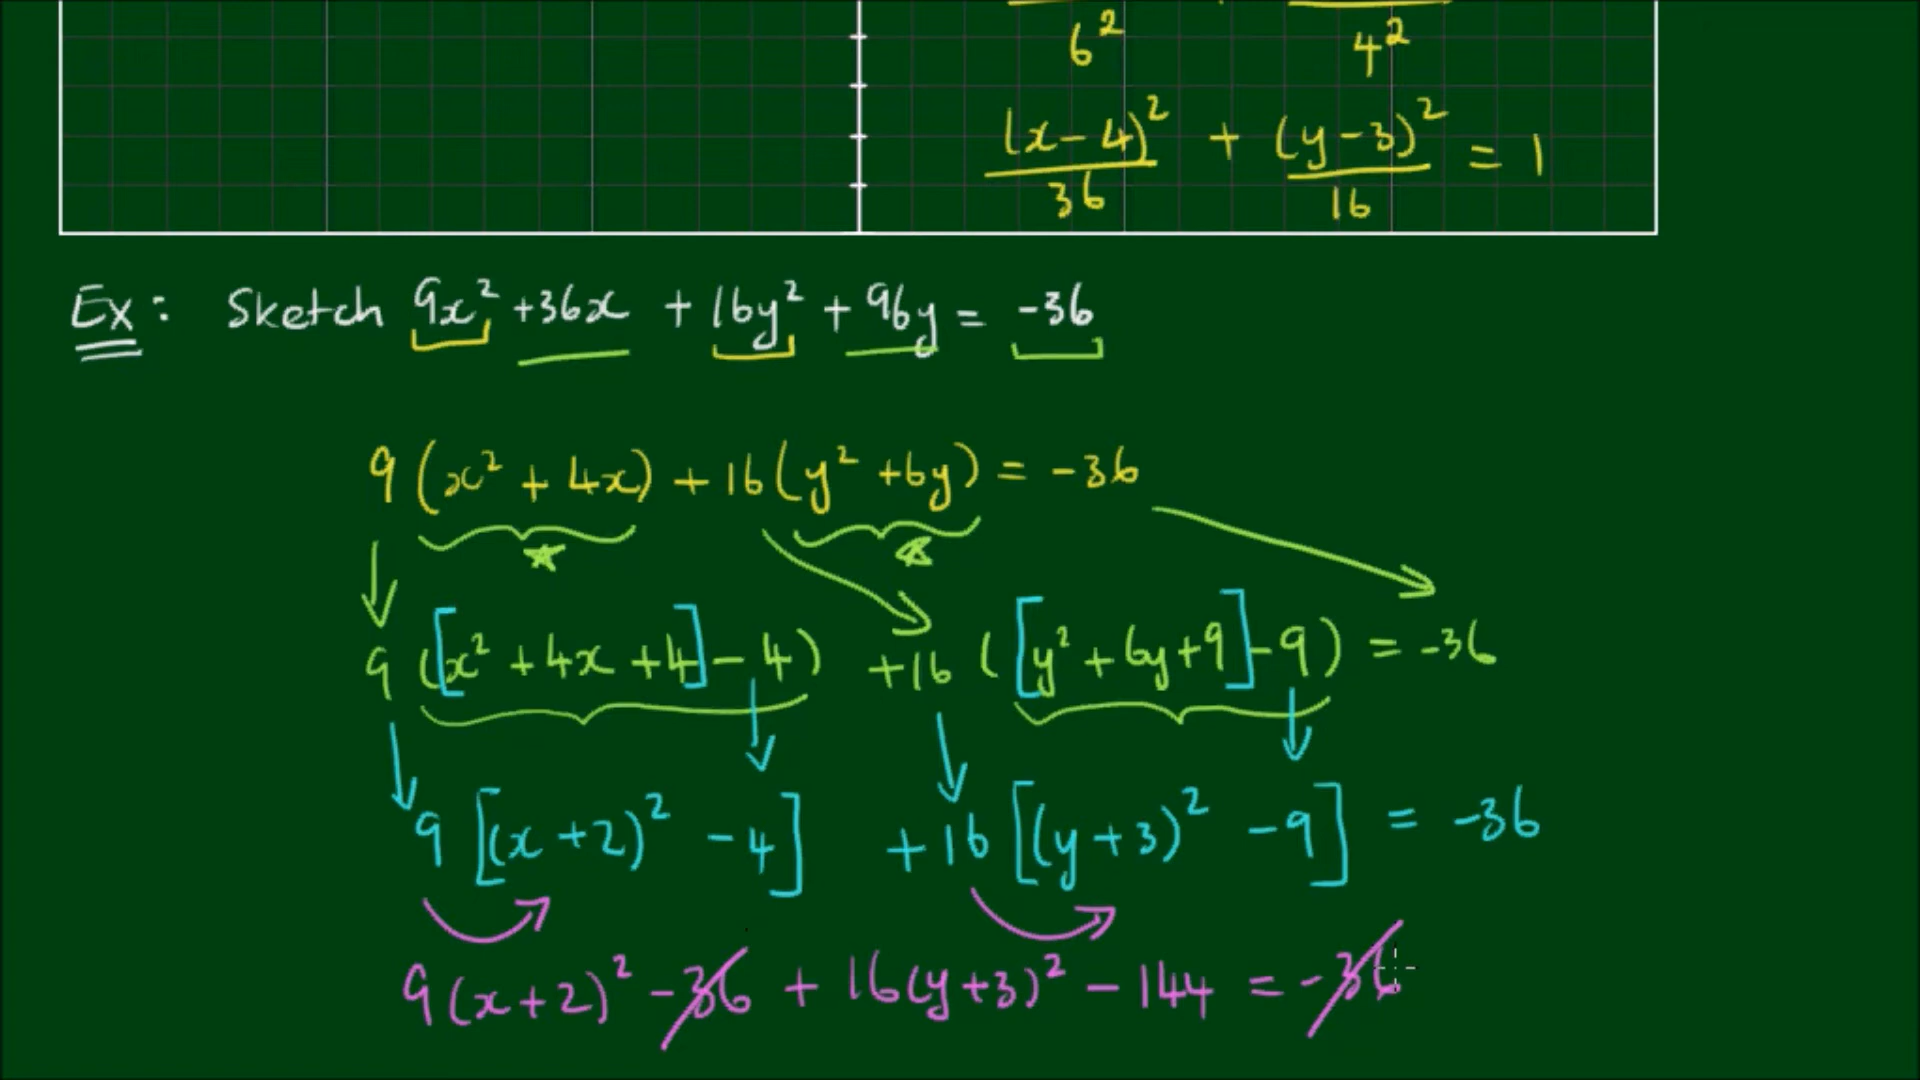 6² 4²
(x-4)²/36 + (y-3)²/16 = 1
Ex: Sketch 9x² +36x + 16y² + 96y = -36
9(x² + 4x) + 16(y² +6y) = -36
9([x² + 4x +4] - 4) +16([y² + 6y+9]-9) = -36
9[(x+2)² - 4] +16[(y+3)² - 9] = -36
9(x+2)² - 36 + 16(y+3)² - 144 = -36